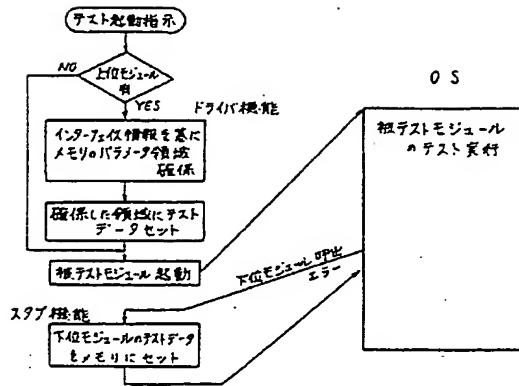 テスト起動指示
上位モジュール
有
NO
YES
ドライバ機能
インターフェイス情報を基に
メモリのパラメータ領域
確保
確保した領域にテスト
データセット
被テストモジュール起動
スタブ機能
下位モジュールのテストデータ
をメモリにセット
下位モジュール呼出
エラー
OS
被テストモジュール
のテスト実行